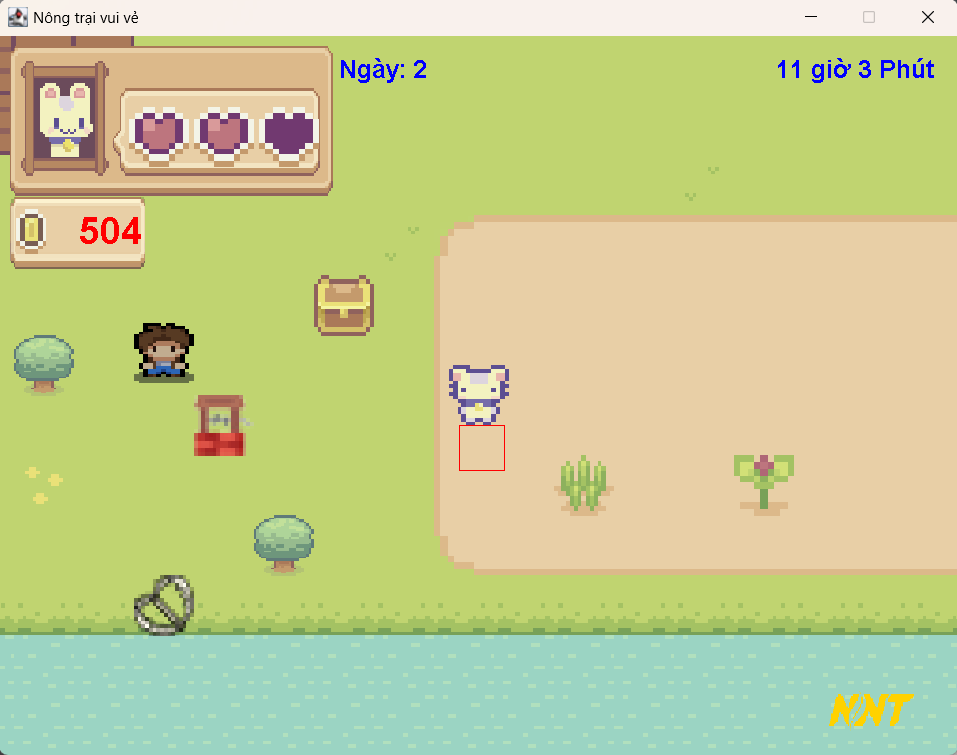 Nông trại vui vẻ
Ngày: 2
11 giờ 3 Phút
504
NNT